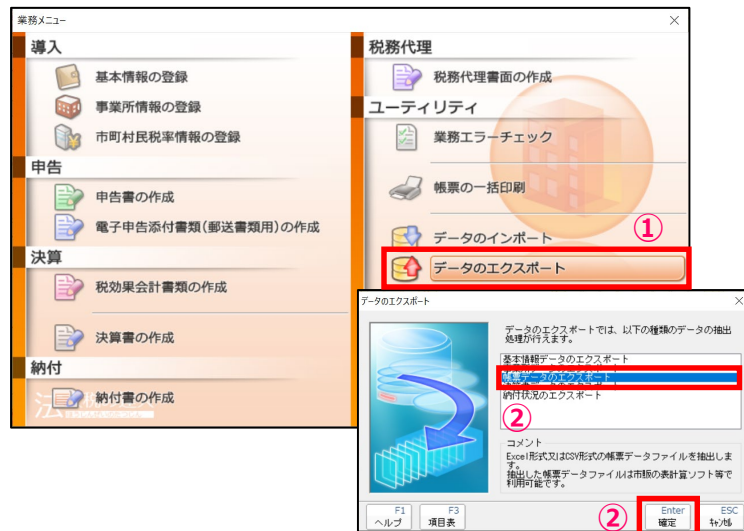 業務メニュー
導入
基本情報の登録
事業所情報の登録
市町村民税率情報の登録
申告
申告書の作成
電子申告添付書類(郵送書類用)の作成
決算
税効果会計書類の作成
決算書の作成
納付
納付書の作成
税務代理
税務代理書面の作成
ユーティリティ
業務エラーチェック
帳票の一括印刷
データのインポート
①
データのエクスポート
データのエクスポート
データのエクスポートでは、以下の種類のデータの抽出
処理が行えます。
基本情報データのエクスポート
帳票データのエクスポート
納付状況のエクスポート
②
コメント
Excel形式又はCSV形式の帳票データファイルを抽出しま
す。
抽出した帳票データファイルは市販の表計算ソフト等で
利用可能です。
F1
ヘルプ
F3
項目表
②
Enter
確定
ESC
キャンセル